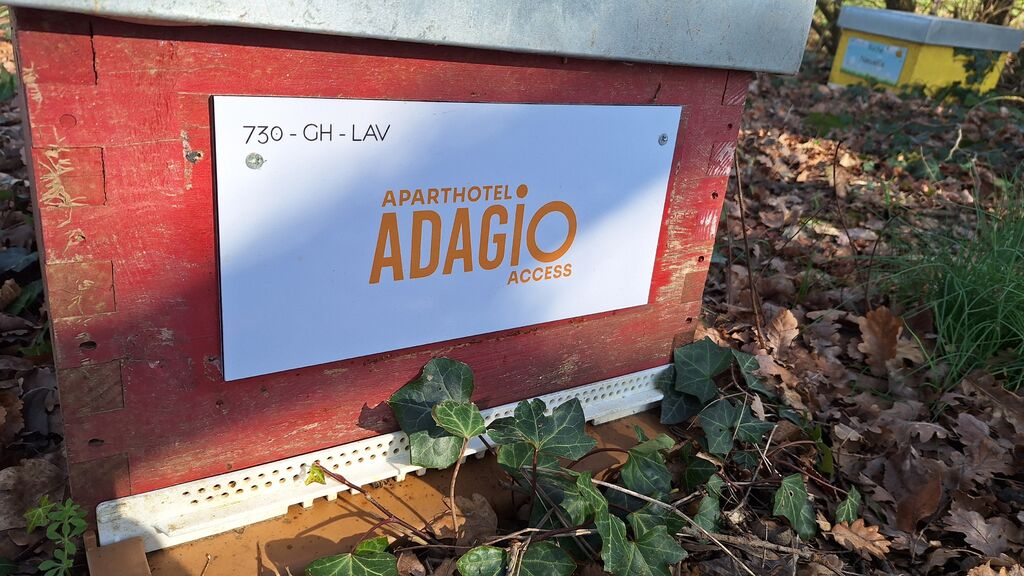 730 - GH - LAV
APARTHOTEL
ADAGIO
ACCESS